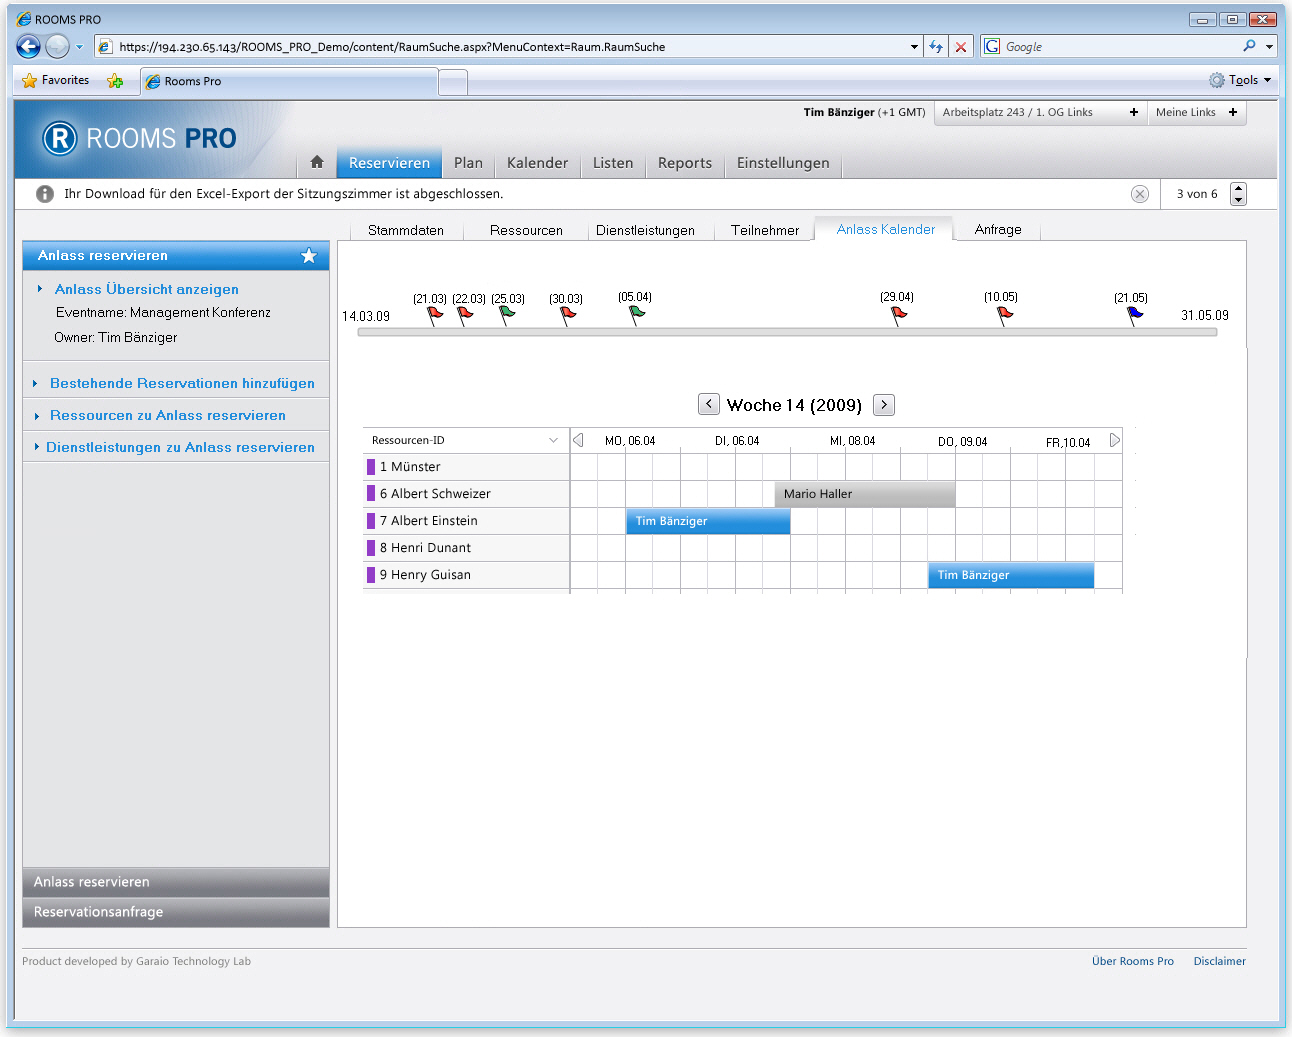 ROOMS PRO
https://194.230.65.143/ROOMS_PRO_Demo/content/RaumSuche.aspx?MenuContext=Raum.RaumSuche
G Google
Favorites
Rooms Pro
Tools
Tim Bänziger (+1 GMT)
Arbeitsplatz 243 / 1. OG Links +
Meine Links +
R ROOMS PRO
Reservieren
Plan
Kalender
Listen
Reports
Einstellungen
Ihr Download für den Excel-Export der Sitzungszimmer ist abgeschlossen.
3 von 6
Stammdaten
Ressourcen
Dienstleistungen
Teilnehmer
Anlass Kalender
Anfrage
Anlass reservieren
Anlass Übersicht anzeigen
Eventname: Management Konferenz
Owner: Tim Bänziger
Bestehende Reservationen hinzufügen
Ressourcen zu Anlass reservieren
Dienstleistungen zu Anlass reservieren
Anlass reservieren
Reservationsanfrage
14.03.09
(21.03)
(22.03)
(25.03)
(30.03)
(05.04)
(29.04)
(10.05)
(21.05)
31.05.09
< Woche 14 (2009) >
Ressourcen-ID
MO, 06.04
DI, 06.04
MI, 08.04
DO, 09.04
FR,10.04
1 Münster
6 Albert Schweizer
Mario Haller
7 Albert Einstein
Tim Bänziger
8 Henri Dunant
9 Henry Guisan
Tim Bänziger
Product developed by Garaio Technology Lab
Über Rooms Pro
Disclaimer